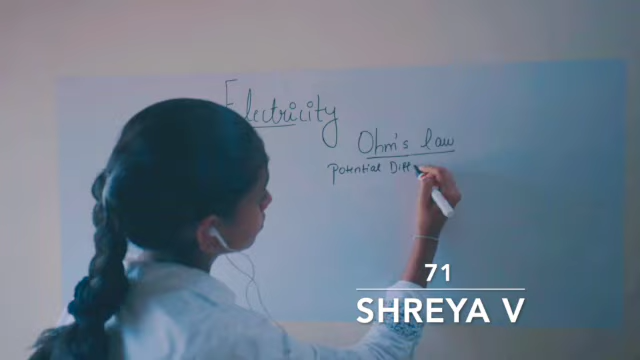 Electricity
Ohm's law
Potential Diff
71
SHREYA V